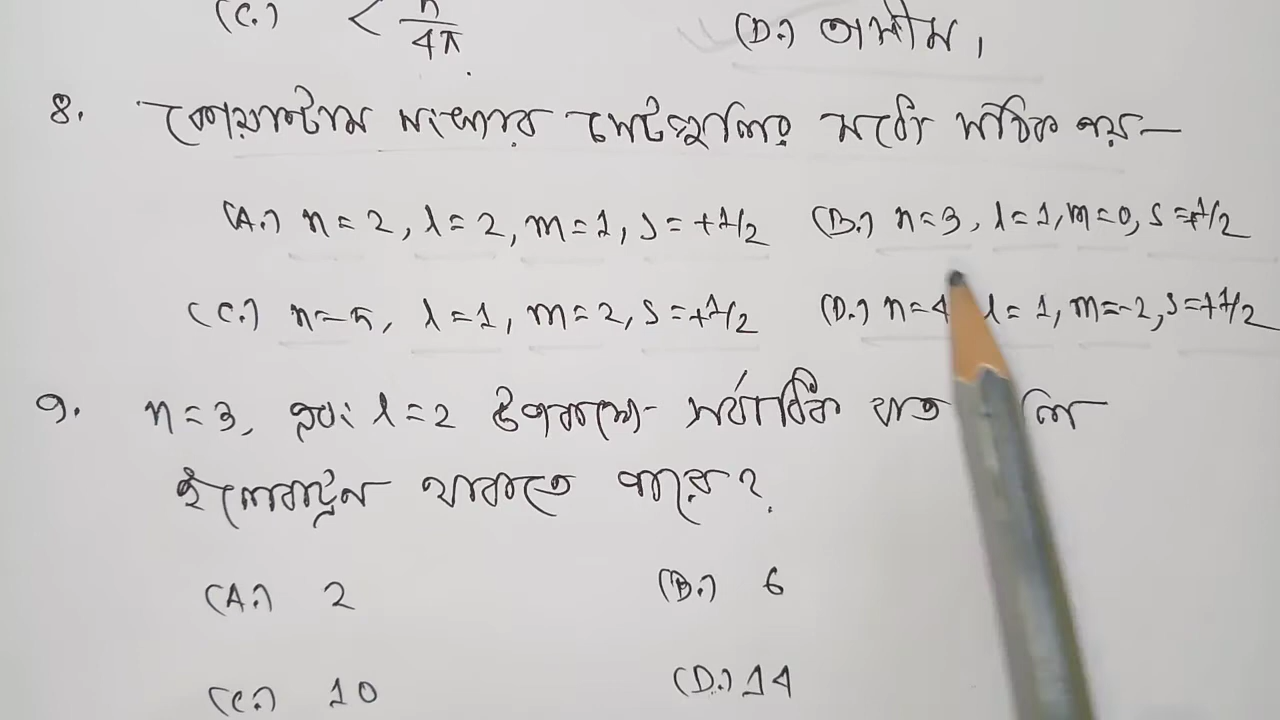 (C.) < h/4π (D.) অসীম।
8. কোয়ান্টাম সংখ্যার সেটগুলির মধ্যে সঠিক হয়—
(A.) n=2, l=2, m=1, s=+1/2 (B.) n=3, l=1, m=0, s=+1/2
(C.) n=5, l=1, m=2, s=+1/2 (D.) n=4 l=1, m=-2, s=+1/2
9. n=3, এবং l=2 উপকক্ষে সর্বাধিক
ইলেকট্রন থাকতে পারে?
(A.) 2 (B.) 6
(C.) 10 (D.) 14